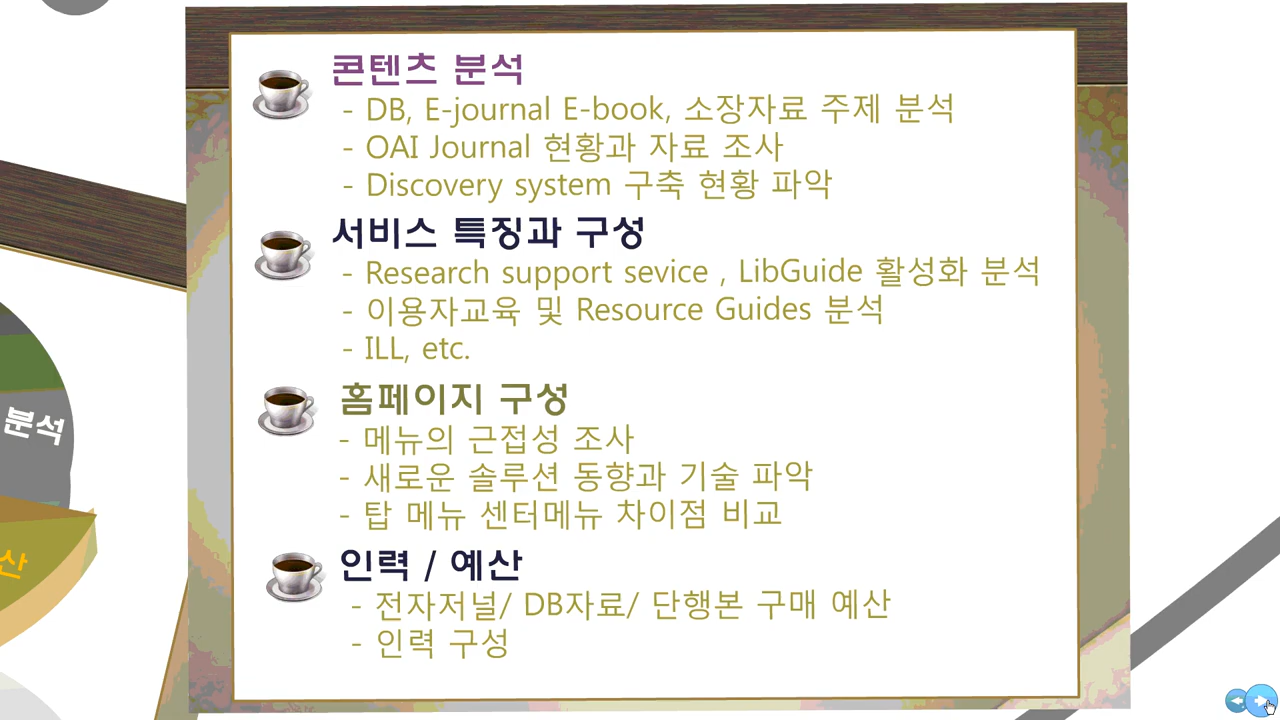 콘텐츠 분석
- DB, E-journal E-book, 소장자료 주제 분석
- OAI Journal 현황과 자료 조사
- Discovery system 구축 현황 파악
서비스 특징과 구성
- Research support sevice , LibGuide 활성화 분석
- 이용자교육 및 Resource Guides 분석
- ILL, etc.
홈페이지 구성
- 메뉴의 근접성 조사
- 새로운 솔루션 동향과 기술 파악
- 탑 메뉴 센터메뉴 차이점 비교
인력 / 예산
- 전자저널/ DB자료/ 단행본 구매 예산
- 인력 구성
분석
산